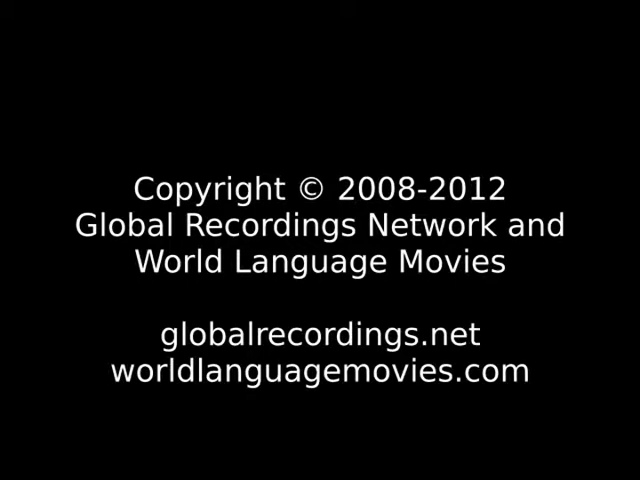 Copyright © 2008-2012
Global Recordings Network and
World Language Movies
globalrecordings.net
worldlanguagemovies.com